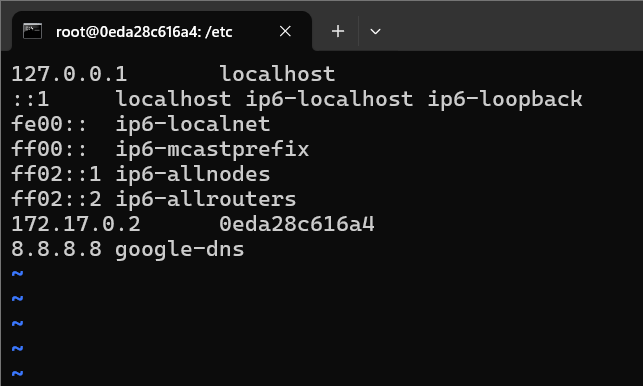 root@0eda28c616a4: /etc
127.0.0.1	localhost
::1	localhost ip6-localhost ip6-loopback
fe00::	ip6-localnet
ff00::	ip6-mcastprefix
ff02::1	ip6-allnodes
ff02::2	ip6-allrouters
172.17.0.2	0eda28c616a4
8.8.8.8 google-dns
~
~
~
~
~